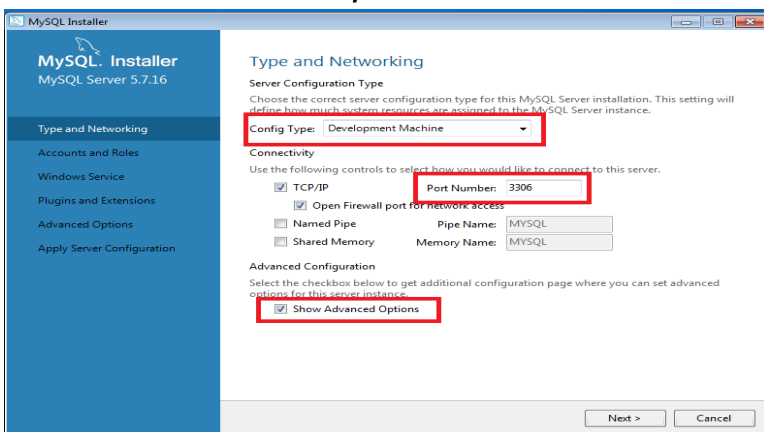 MySQL Installer
MySQL. Installer
MySQL Server 5.7.16
Type and Networking
Accounts and Roles
Windows Service
Plugins and Extensions
Advanced Options
Apply Server Configuration
Type and Networking
Server Configuration Type
Choose the correct server configuration type for this MySQL Server installation. This setting will
define how much system resources are assigned to the MySQL Server instance.
Config Type: Development Machine
Connectivity
Use the following controls to select how you would like to connect to this server.
TCP/IP Port Number: 3306
Open Firewall port for network access
Named Pipe Pipe Name: MYSQL
Shared Memory Memory Name: MYSQL
Advanced Configuration
Select the checkbox below to get additional configuration page where you can set advanced
options for this server instance.
Show Advanced Options
Next > Cancel